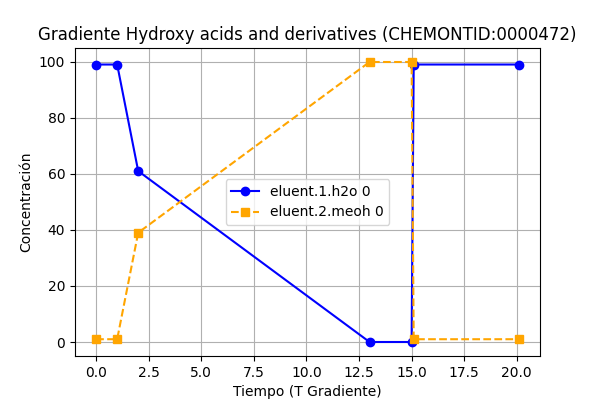 Gradiente Hydroxy acids and derivatives (CHEMONTID:0000472)
Concentración
100
80
60
40
20
0
eluent.1.h2o 0
eluent.2.meoh 0
0.0 2.5 5.0 7.5 10.0 12.5 15.0 17.5 20.0
Tiempo (T Gradiente)